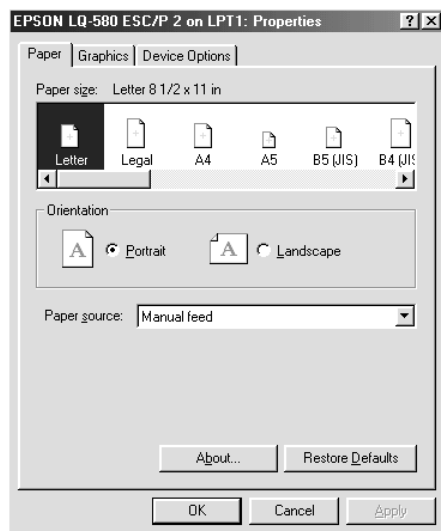 EPSON LQ-580 ESC/P 2 on LPT1: Properties ? X
Paper Graphics Device Options
Paper size: Letter 8 1/2 x 11 in
Letter Legal A4 A5 B5 (JIS) B4 (JIS
Orientation
A Portrait A Landscape
Paper source: Manual feed
About... Restore Defaults
OK Cancel Apply